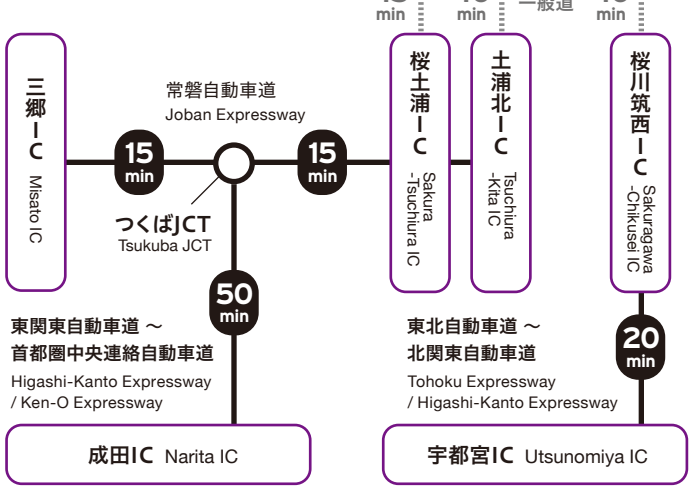 min
min
一般道
min
三郷IC Misato IC
常磐自動車道
Joban Expressway
15
min
15
min
つくばJCT
Tsukuba JCT
桜土浦IC Sakura
-Tsuchiura IC
土浦北IC Tsuchiura
-Kita IC
桜川筑西IC Sakuragawa
-Chikusei IC
50
min
20
min
東関東自動車道 〜
首都圏中央連絡自動車道
Higashi-Kanto Expressway
/ Ken-O Expressway
東北自動車道 〜
北関東自動車道
Tohoku Expressway
/ Higashi-Kanto Expressway
成田IC Narita IC
宇都宮IC Utsunomiya IC